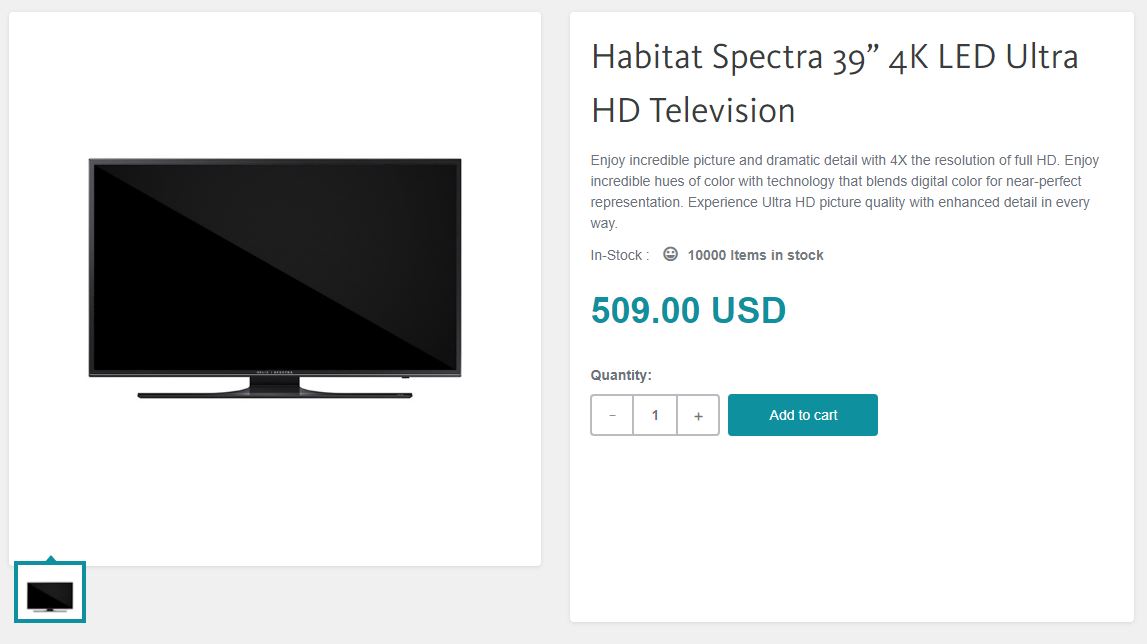 Habitat Spectra 39” 4K LED Ultra
HD Television
Enjoy incredible picture and dramatic detail with 4X the resolution of full HD. Enjoy
incredible hues of color with technology that blends digital color for near-perfect
representation. Experience Ultra HD picture quality with enhanced detail in every
way.
In-Stock : 10000 Items in stock
509.00 USD
Quantity:
- 1 + Add to cart